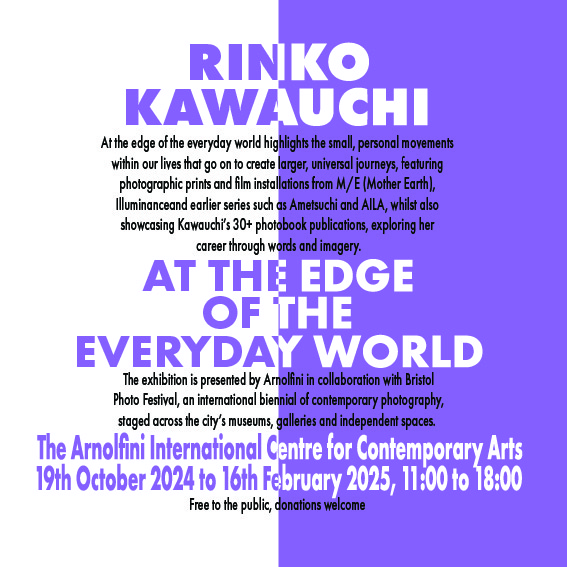 RINKO
KAWAUCHI
At the edge of the everyday world highlights the small, personal movements
within our lives that go on to create larger, universal journeys, featuring
photographic prints and film installations from M/E (Mother Earth),
Illuminanceand earlier series such as Ametsuchi and AILA, whilst also
showcasing Kawauchi's 30+ photobook publications, exploring her
career through words and imagery.
AT THE EDGE
OF THE
EVERYDAY WORLD
The exhibition is presented by Arnolfini in collaboration with Bristol
Photo Festival, an international biennial of contemporary photography,
staged across the city's museums, galleries and independent spaces.
The Arnolfini International Centre for Contemporary Arts
19th October 2024 to 16th February 2025, 11:00 to 18:00
Free to the public, donations welcome